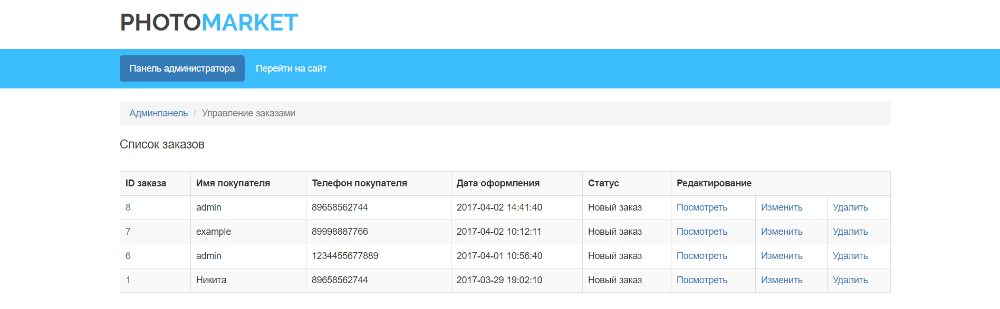 PHOTOMARKET
Панель администратора Перейти на сайт
Админпанель / Управление заказами
Список заказов
ID заказа Имя покупателя Телефон покупателя Дата оформления Статус Редактирование
8 admin 89658562744 2017-04-02 14:41:40 Новый заказ Посмотреть Изменить Удалить
7 example 89998887766 2017-04-02 10:12:11 Новый заказ Посмотреть Изменить Удалить
6 admin 1234455677889 2017-04-01 10:56:40 Новый заказ Посмотреть Изменить Удалить
1 Никита 89658562744 2017-03-29 19:02:10 Новый заказ Посмотреть Изменить Удалить